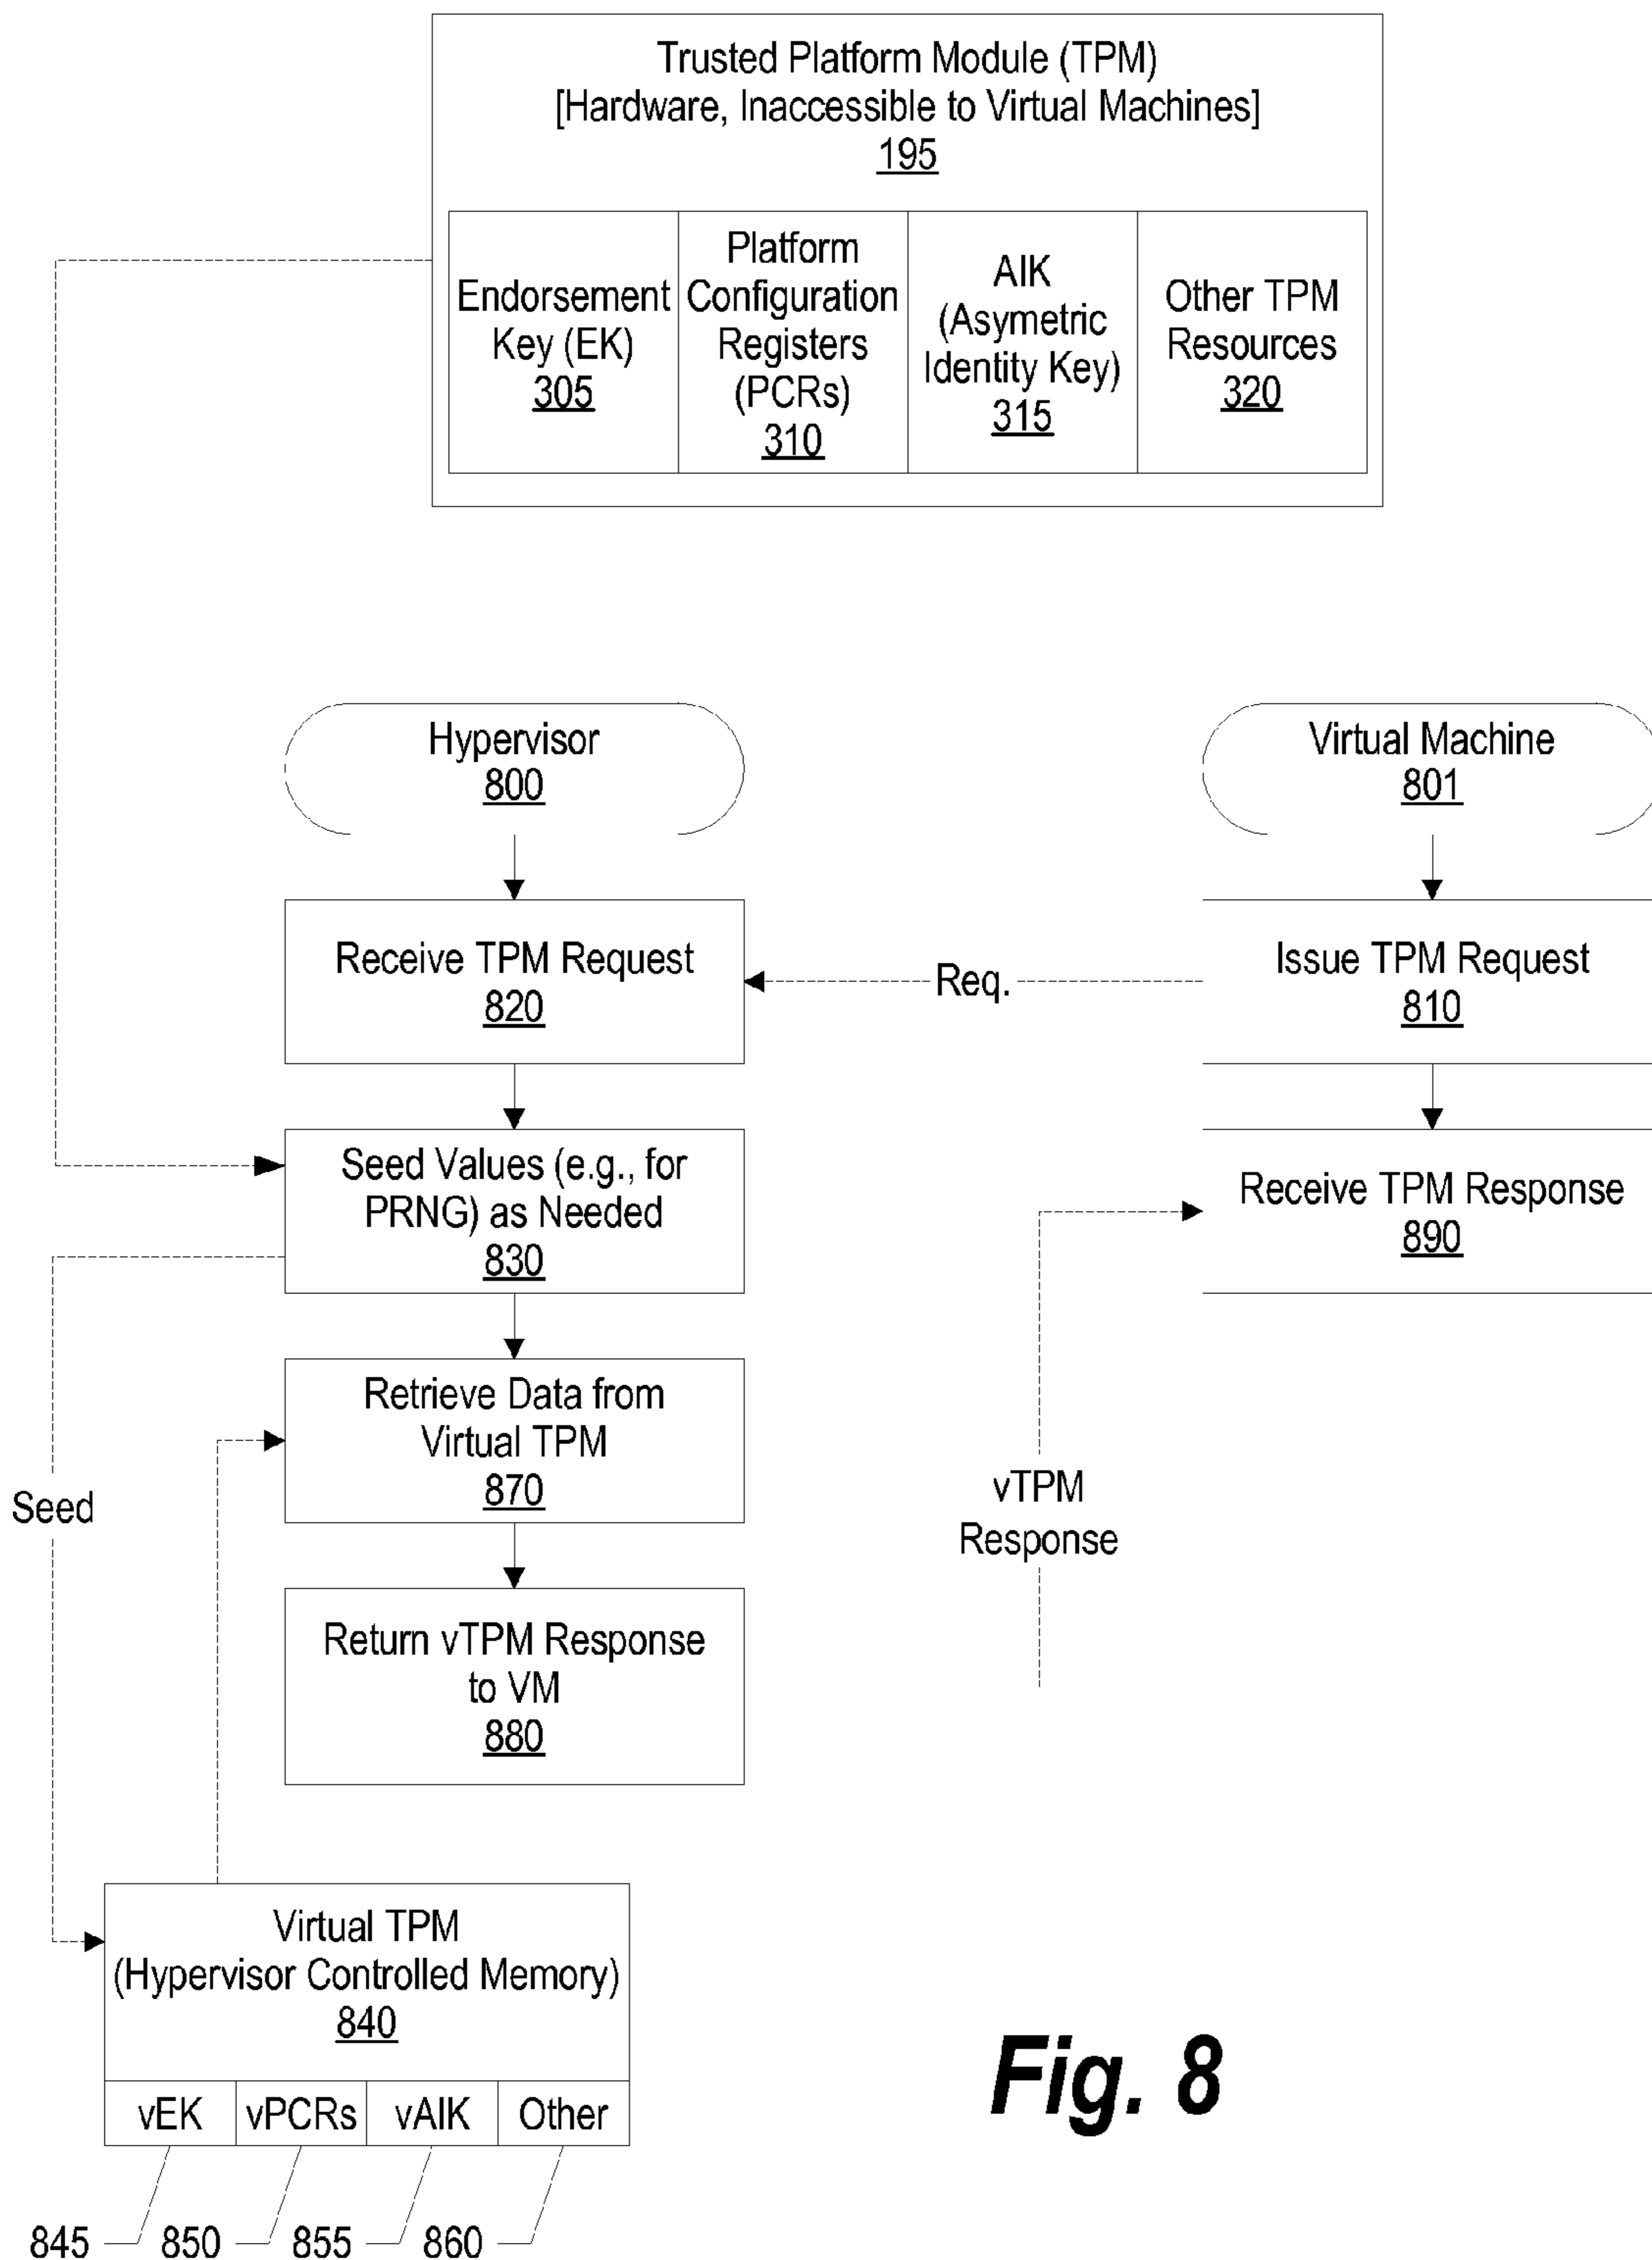 Trusted Platform Module (TPM)
[Hardware, Inaccessible to Virtual Machines]
195
Endorsement
Key (EK)
305
Platform
Configuration
Registers
(PCRs)
310
AIK
(Asymetric
Identity Key)
315
Other TPM
Resources
320
Hypervisor
800
Virtual Machine
801
Receive TPM Request
820
Req.
Issue TPM Request
810
Seed Values (e.g., for
PRNG) as Needed
830
Receive TPM Response
890
Retrieve Data from
Virtual TPM
870
Seed
vTPM
Response
Return vTPM Response
to VM
880
Virtual TPM
(Hypervisor Controlled Memory)
840
vEK
vPCRs
vAIK
Other
845
850
855
860
Fig. 8